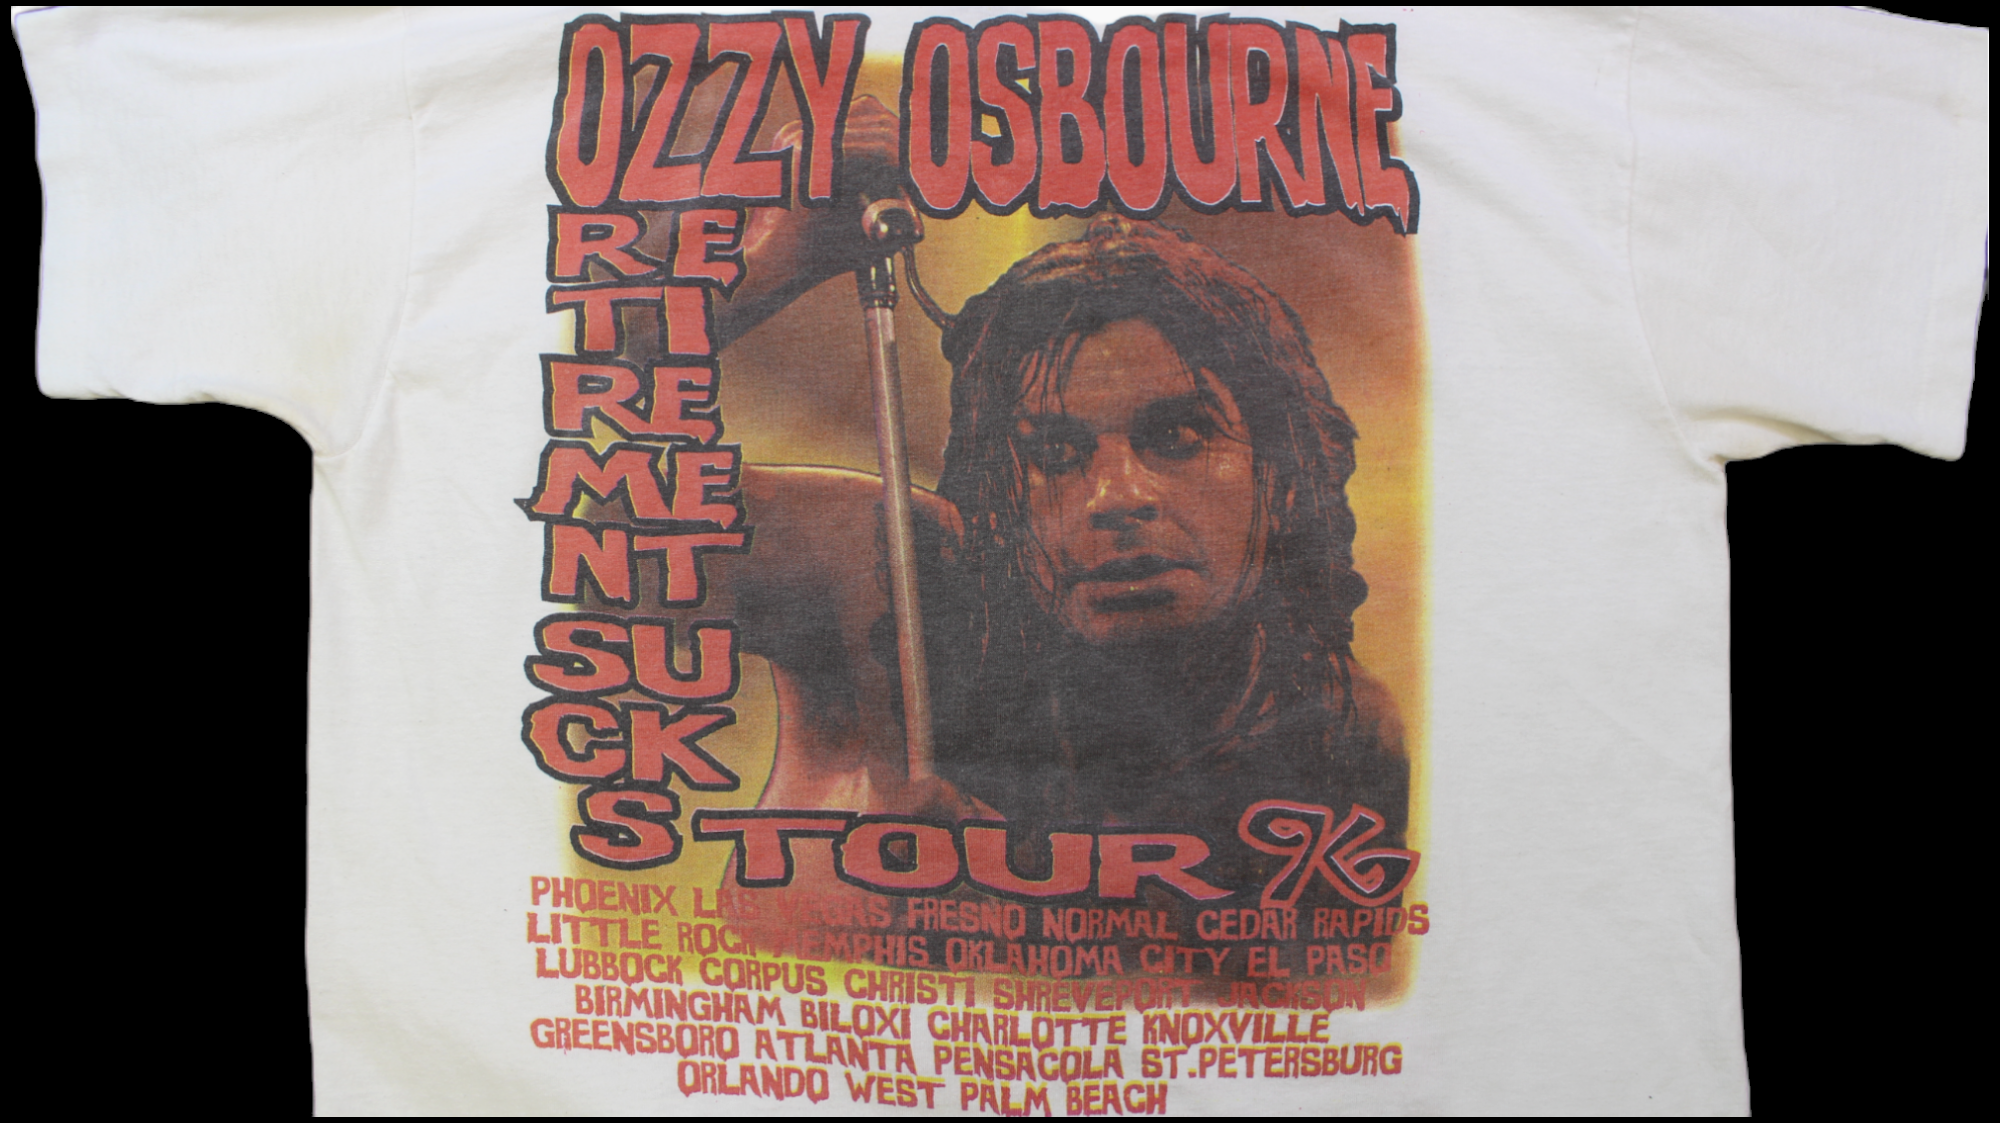 OZZY OSBOURNE
RE
TI
RE
ME
NT
SU
CK
S TOUR 96
PHOENIX LAS VEGAS FRESNO NORMAL CEDAR RAPIDS
LITTLE ROCK MEMPHIS OKLAHOMA CITY EL PASO
LUBBOCK CORPUS CHRISTI SHREVEPORT JACKSON
BIRMINGHAM BILOXI CHARLOTTE KNOXVILLE
GREENSBORO ATLANTA PENSACOLA ST.PETERSBURG
ORLANDO WEST PALM BEACH